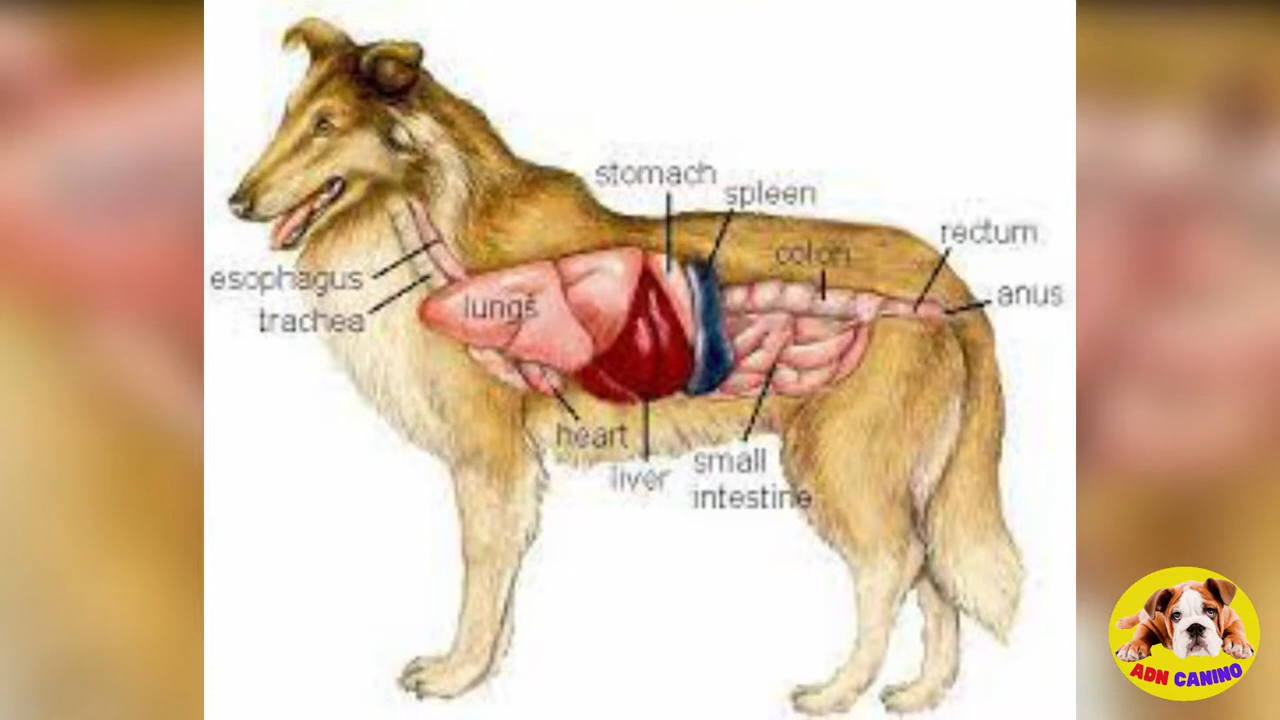 stomach
spleen
rectum
colon
esophagus
anus
lungs
trachea
heart
small
intestine
liver
ADN CANINO